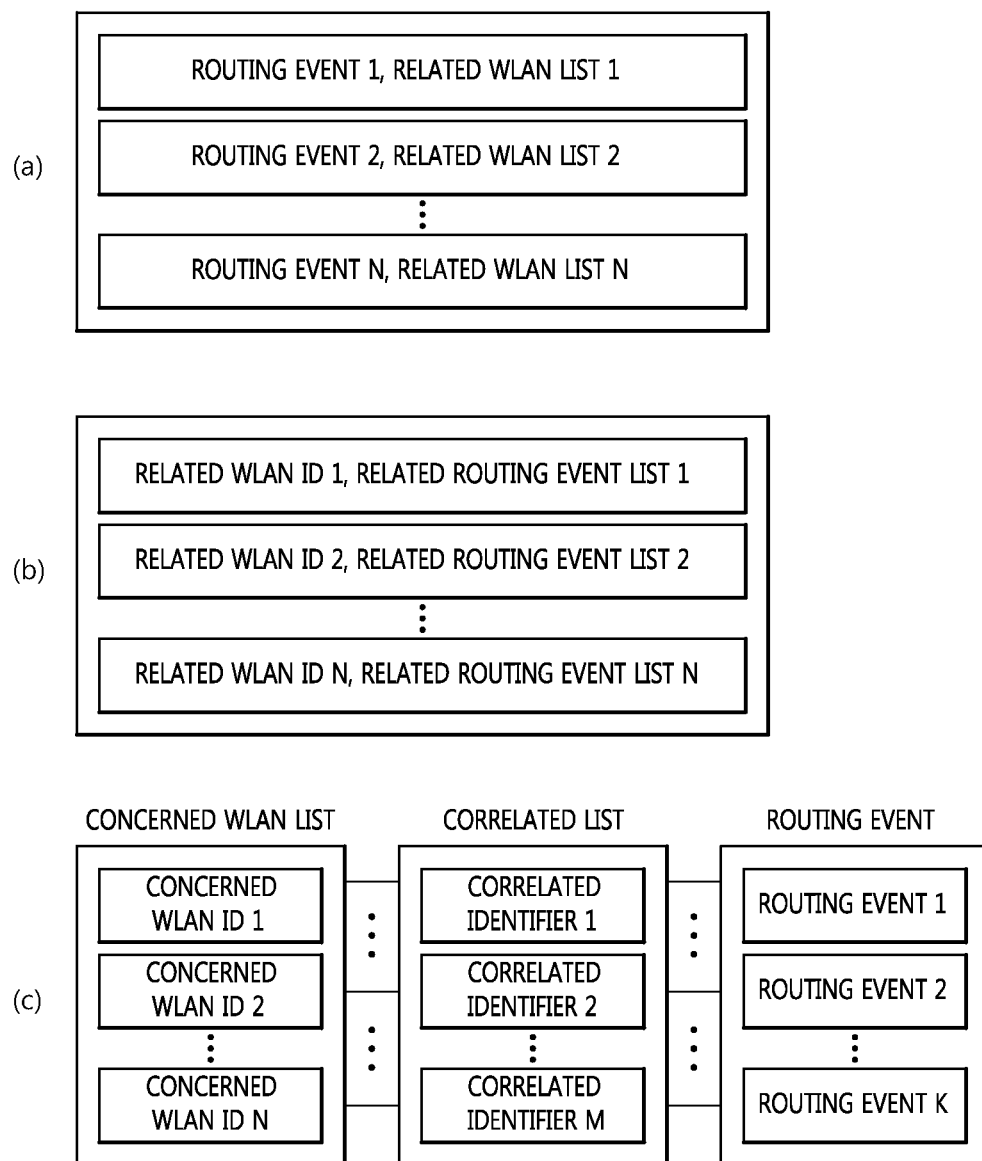 (a)
ROUTING EVENT 1, RELATED WLAN LIST 1
ROUTING EVENT 2, RELATED WLAN LIST 2
ROUTING EVENT N, RELATED WLAN LIST N
(b)
RELATED WLAN ID 1, RELATED ROUTING EVENT LIST 1
RELATED WLAN ID 2, RELATED ROUTING EVENT LIST 2
RELATED WLAN ID N, RELATED ROUTING EVENT LIST N
(c)
CONCERNED WLAN LIST
CONCERNED
WLAN ID 1
CONCERNED
WLAN ID 2
CONCERNED
WLAN ID N
CORRELATED LIST
CORRELATED
IDENTIFIER 1
CORRELATED
IDENTIFIER 2
CORRELATED
IDENTIFIER M
ROUTING EVENT
ROUTING EVENT 1
ROUTING EVENT 2
ROUTING EVENT K